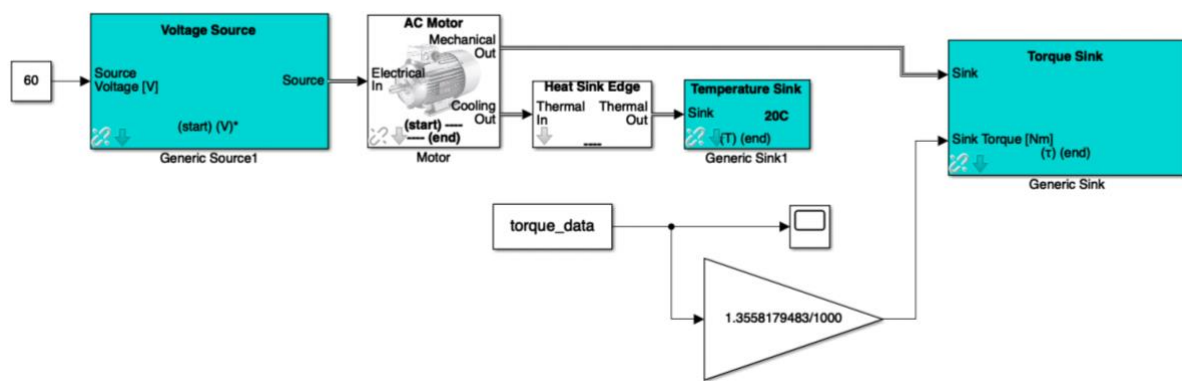 60
Voltage Source
Source
Voltage [V]
Source
(start) (V)*
Generic Source1
AC Motor
Mechanical
Out
Electrical
In
Cooling
Out
(start) ----
---- (end)
Motor
Heat Sink Edge
Thermal
In
Thermal
Out
----
Temperature Sink
Sink
20C
(T) (end)
Generic Sink1
Torque Sink
Sink
Sink Torque [Nm]
(τ) (end)
Generic Sink
torque_data
1.3558179483/1000